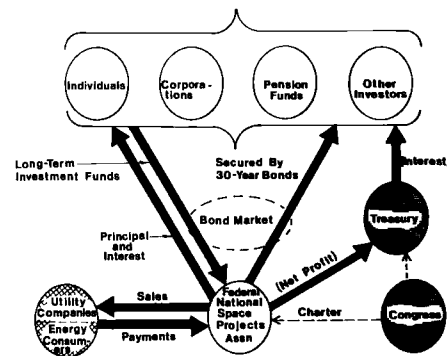 Individuals
Corpora-
tions
Pension
Funds
Other
Investors
Long-Term
Investment Funds
Secured By
30-Year Bonds
Interest
Bond Market
Treasury
Principal
and
Interest
(Net Profit)
Utility
Companies
Energy
Consum-
ers
Sales
Payments
Federal
National
Space
Projects
Assn
Charter
Congress